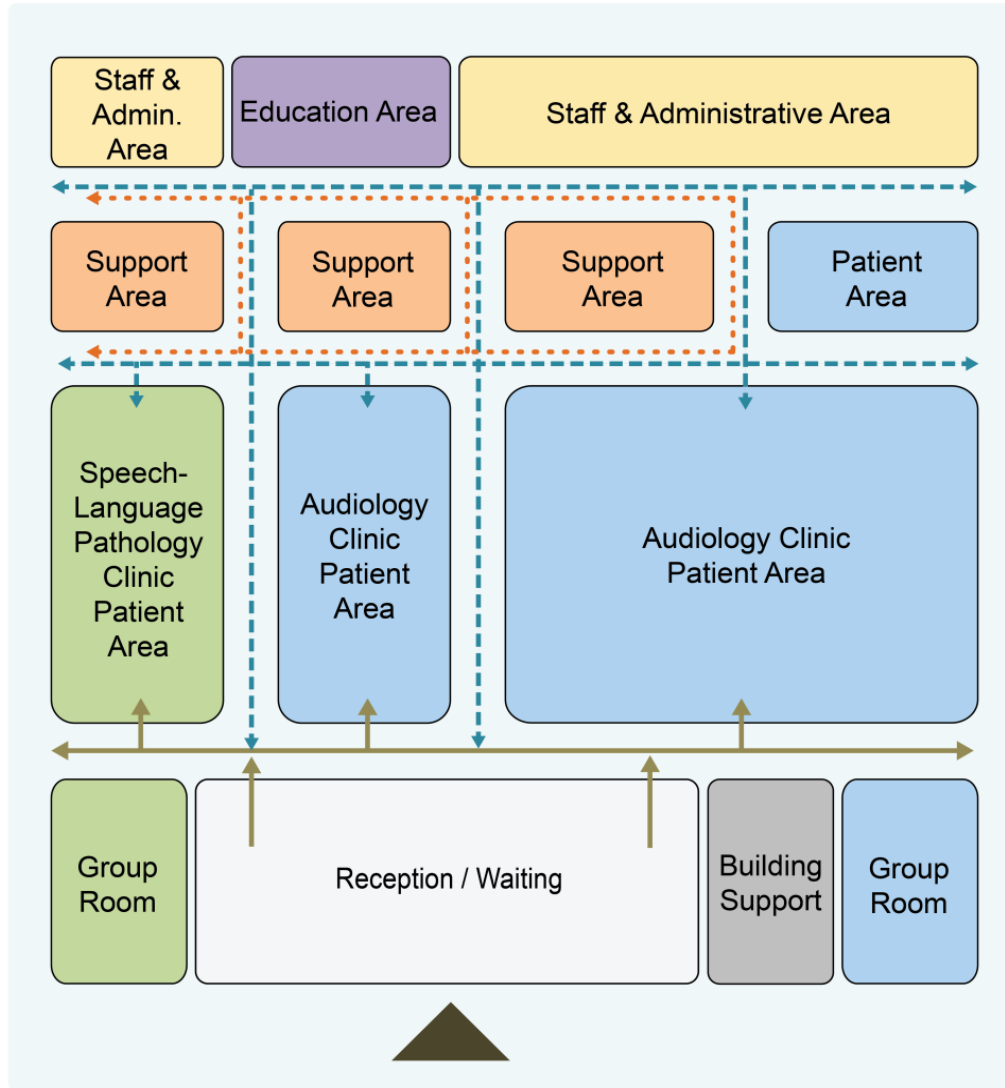 Staff &
Admin.
Area
Education Area
Staff & Administrative Area
Support
Area
Support
Area
Support
Area
Patient
Area
Speech-
Language
Pathology
Clinic
Patient
Area
Audiology
Clinic
Patient
Area
Audiology Clinic
Patient Area
Group
Room
Reception / Waiting
Building
Support
Group
Room